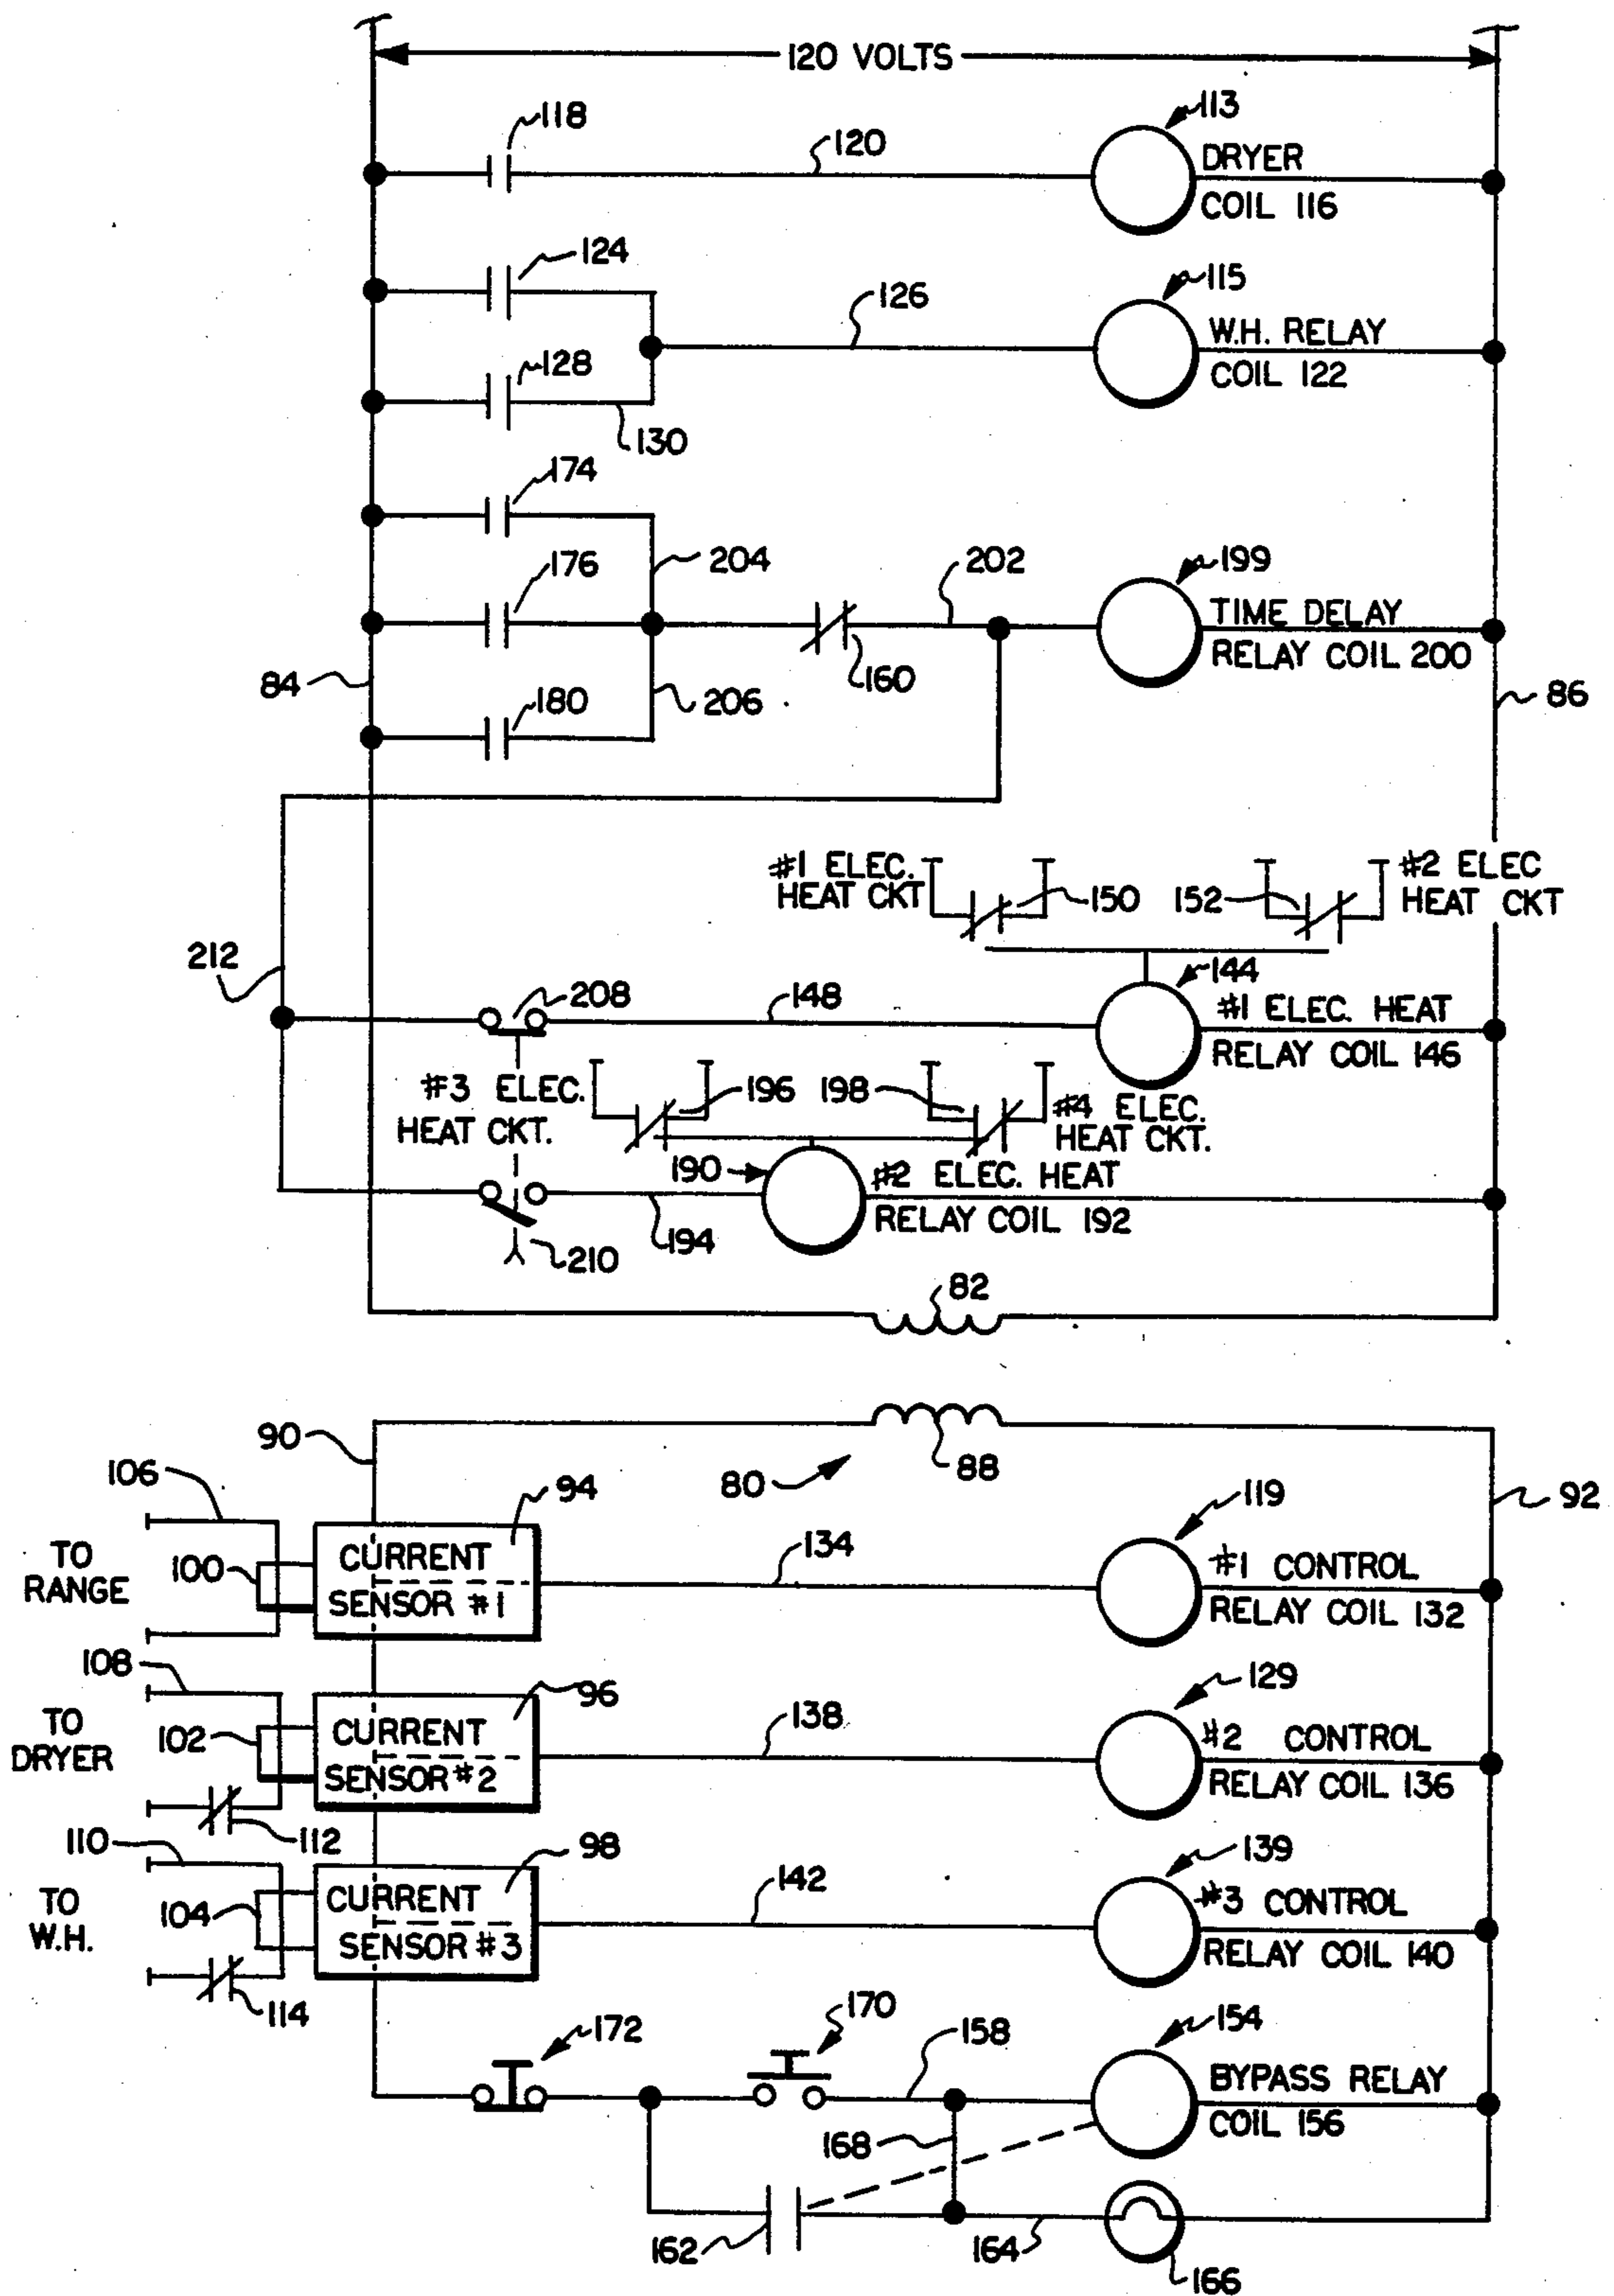 120 VOLTS
118
120
113
DRYER
COIL 116
124
126
115
W.H. RELAY
COIL 122
128
130
174
176
204
202
199
TIME DELAY
RELAY COIL 200
160
84
180
206
86
#1 ELEC.
HEAT CKT
150
152
#2 ELEC
HEAT CKT
212
208
148
144
#1 ELEC. HEAT
RELAY COIL 146
#3 ELEC.
HEAT CKT.
196
198
#4 ELEC.
HEAT CKT.
190
#2 ELEC. HEAT
RELAY COIL 192
194
210
82
90
88
80
92
106
94
119
TO
RANGE
100
CURRENT
SENSOR #1
134
#1 CONTROL
RELAY COIL 132
108
96
129
TO
DRYER
102
CURRENT
SENSOR #2
138
#2 CONTROL
RELAY COIL 136
112
110
98
139
TO
W.H.
104
CURRENT
SENSOR #3
142
#3 CONTROL
RELAY COIL 140
114
172
170
158
154
BYPASS RELAY
COIL 156
168
162
164
166